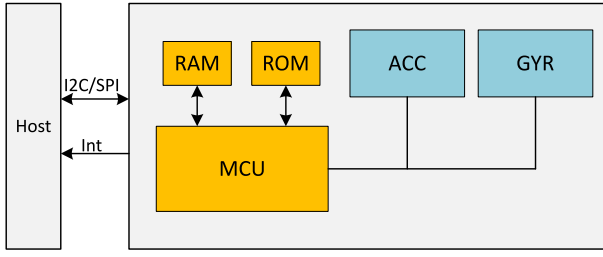 RAM
ROM
ACC
GYR
I2C/SPI
Host
Int
MCU